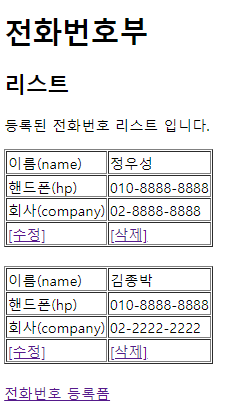 전화번호부
리스트
등록된 전화번호 리스트 입니다.
이름(name) 정우성
핸드폰(hp) 010-8888-8888
회사(company) 02-8888-8888
[수정] [삭제]
이름(name) 김종박
핸드폰(hp) 010-8888-8888
회사(company) 02-2222-2222
[수정] [삭제]
전화번호 등록폼